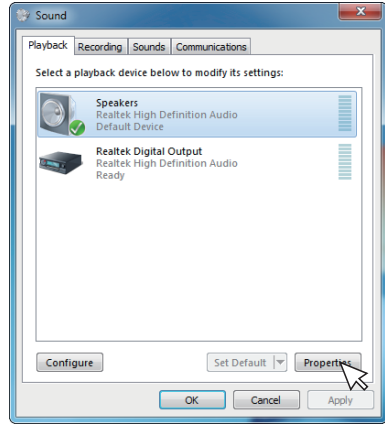 Sound
Playback Recording Sounds Communications
Select a playback device below to modify its settings:
Speakers
Realtek High Definition Audio
Default Device
Realtek Digital Output
Realtek High Definition Audio
Ready
Configure Set Default Properties
OK Cancel Apply